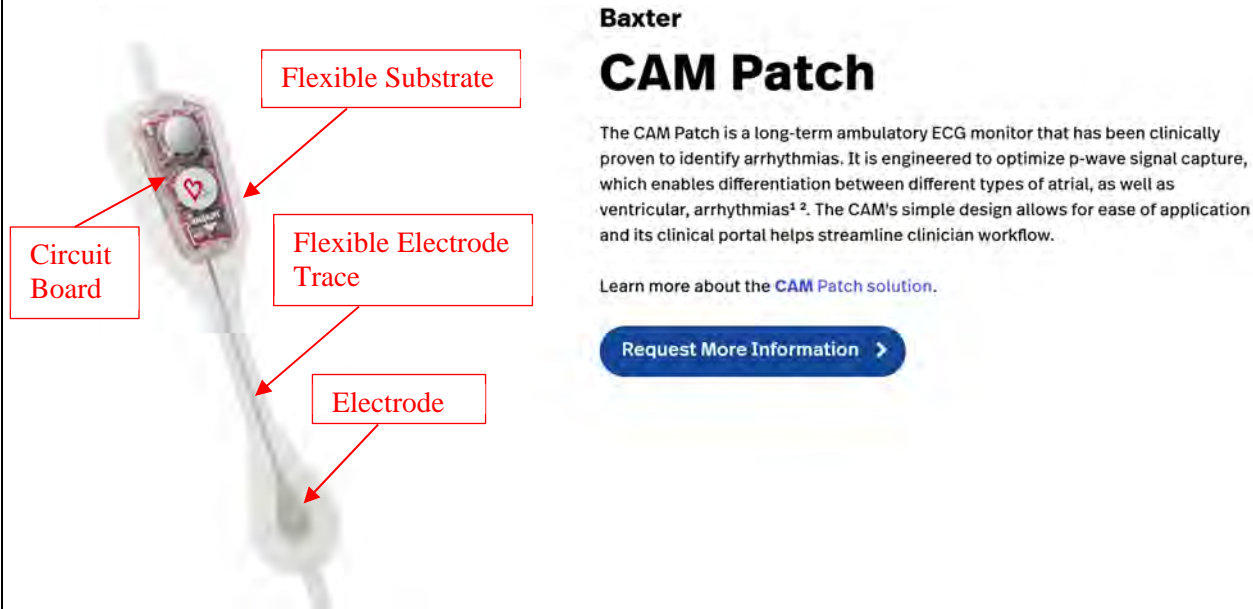 Flexible Substrate
Circuit
Board
Flexible Electrode
Trace
Electrode
Baxter
CAM Patch
The CAM Patch is a long-term ambulatory ECG monitor that has been clinically
proven to identify arrhythmias. It is engineered to optimize p-wave signal capture,
which enables differentiation between different types of atrial, as well as
ventricular, arrhythmias¹ ². The CAM's simple design allows for ease of application
and its clinical portal helps streamline clinician workflow.
Learn more about the CAM Patch solution.
Request More Information